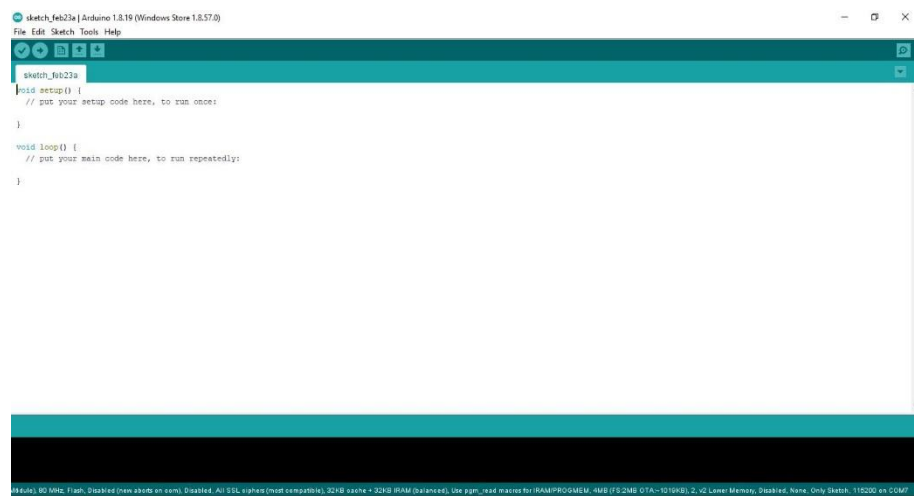 sketch_feb23a | Arduino 1.8.19 (Windows Store 1.8.57.0)
File Edit Sketch Tools Help
sketch_feb23a
void setup() {
// put your setup code here, to run once:
}
void loop() {
// put your main code here, to run repeatedly:
}
80 MHz, Flash, Disabled (new aborts on oom), Disabled, All SSL ciphers (most compatible), 32KB cache + 32KB IRAM (balanced), Use pgm_read macros for IRAM/PROGMEM, 4MB (FS:2MB OTA:~1019KB), 2, v2 Lower Memory, Disabled, None, Only Sketch, 115200 on COM7